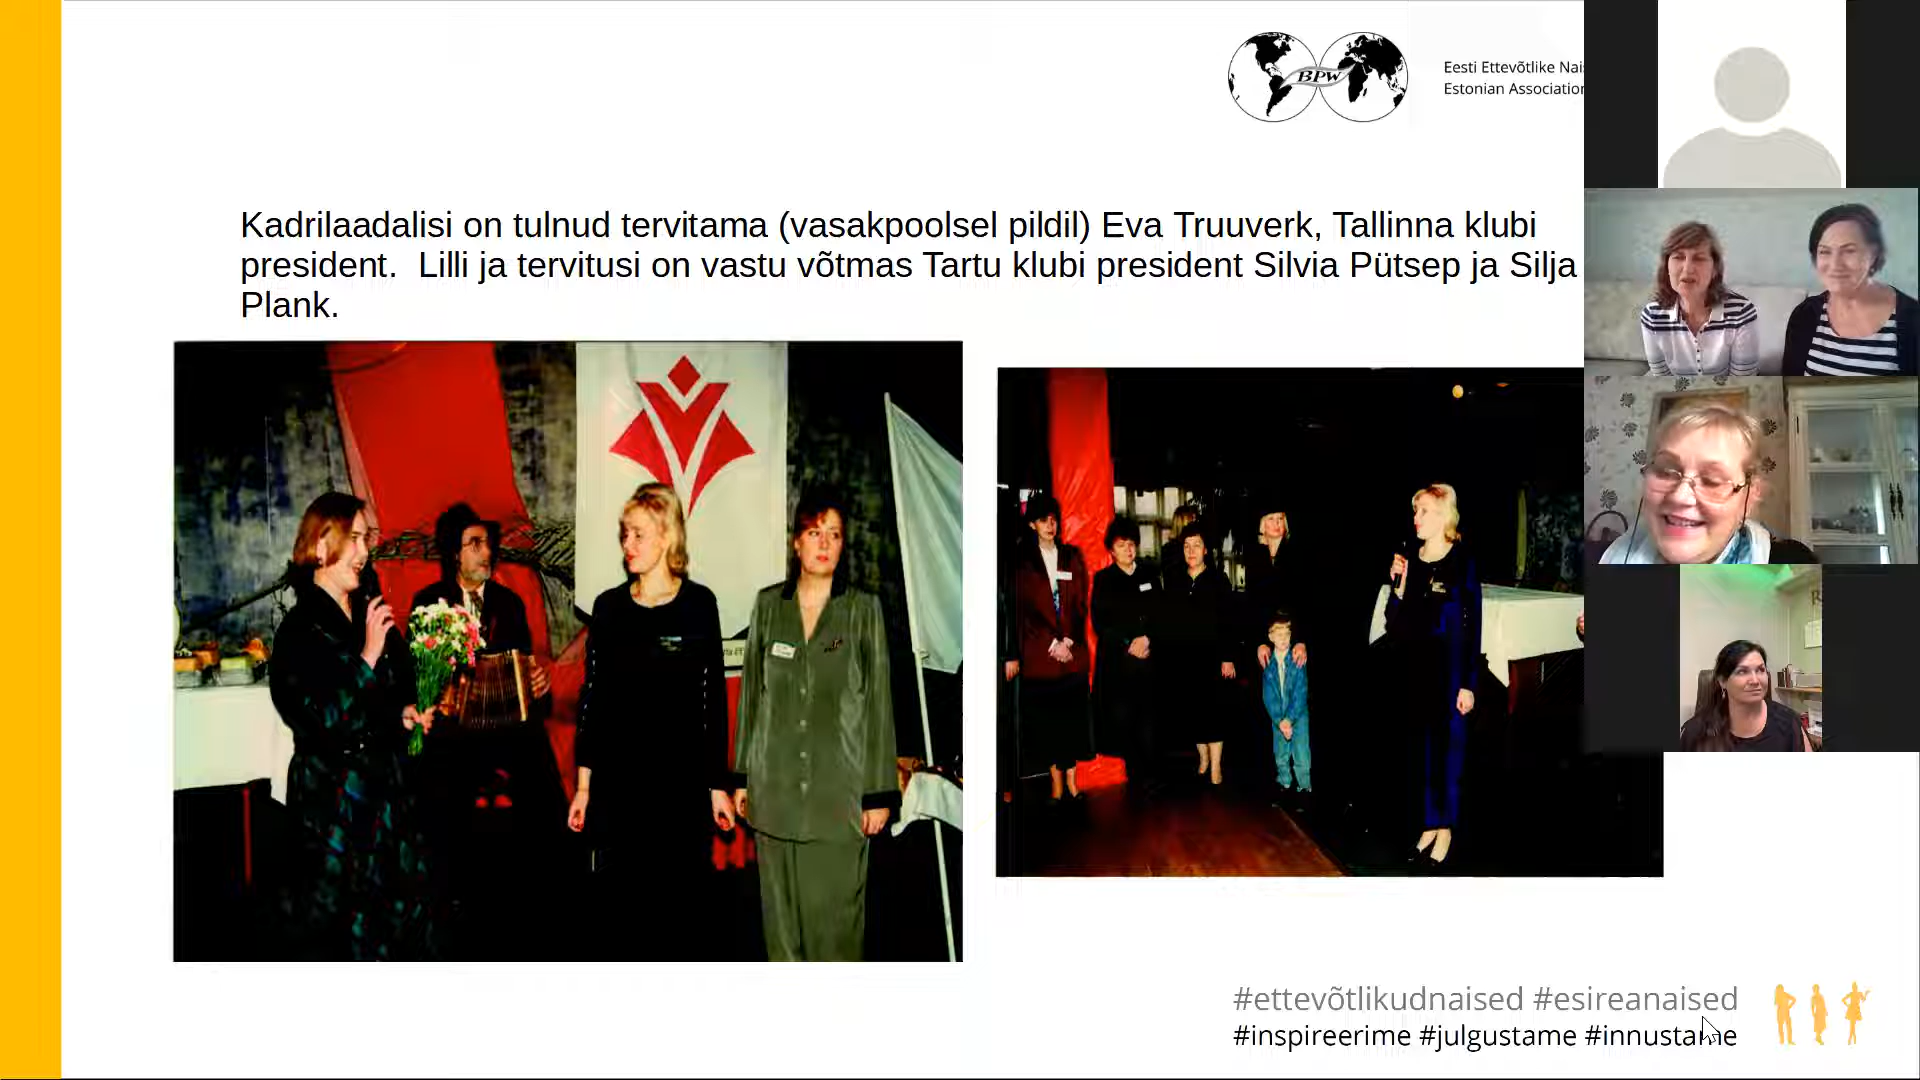 BPW
Eesti Ettevõtlike Nai
Estonian Association
Kadrilaadalisi on tulnud tervitama (vasakpoolsel pildil) Eva Truuverk, Tallinna klubi
president.  Lilli ja tervitusi on vastu võtmas Tartu klubi president Silvia Pütsep ja Silja
Plank.
#ettevõtlikudnaised #esireanaised
#inspireerime #julgustame #innustame